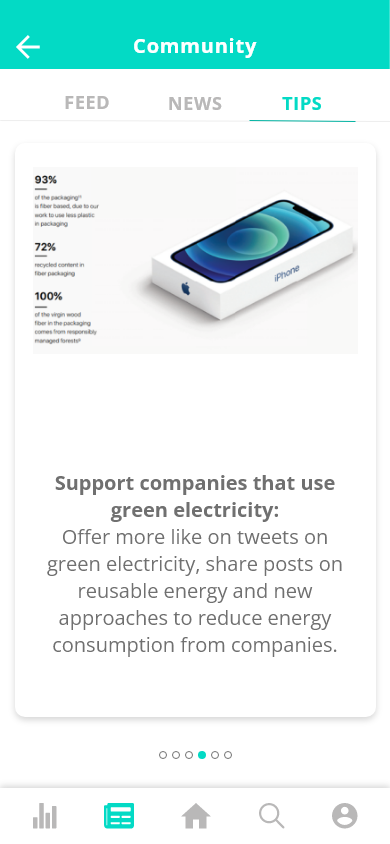 Community
FEED
NEWS
TIPS
93%
of the packaging³
is fiber based, due to our
work to use less plastic
in packaging
72%
recycled content in
fiber packaging
100%
of the virgin wood
fiber in the packaging
comes from responsibly
managed forests⁴
iPhone
Support companies that use
green electricity:
Offer more like on tweets on
green electricity, share posts on
reusable energy and new
approaches to reduce energy
consumption from companies.